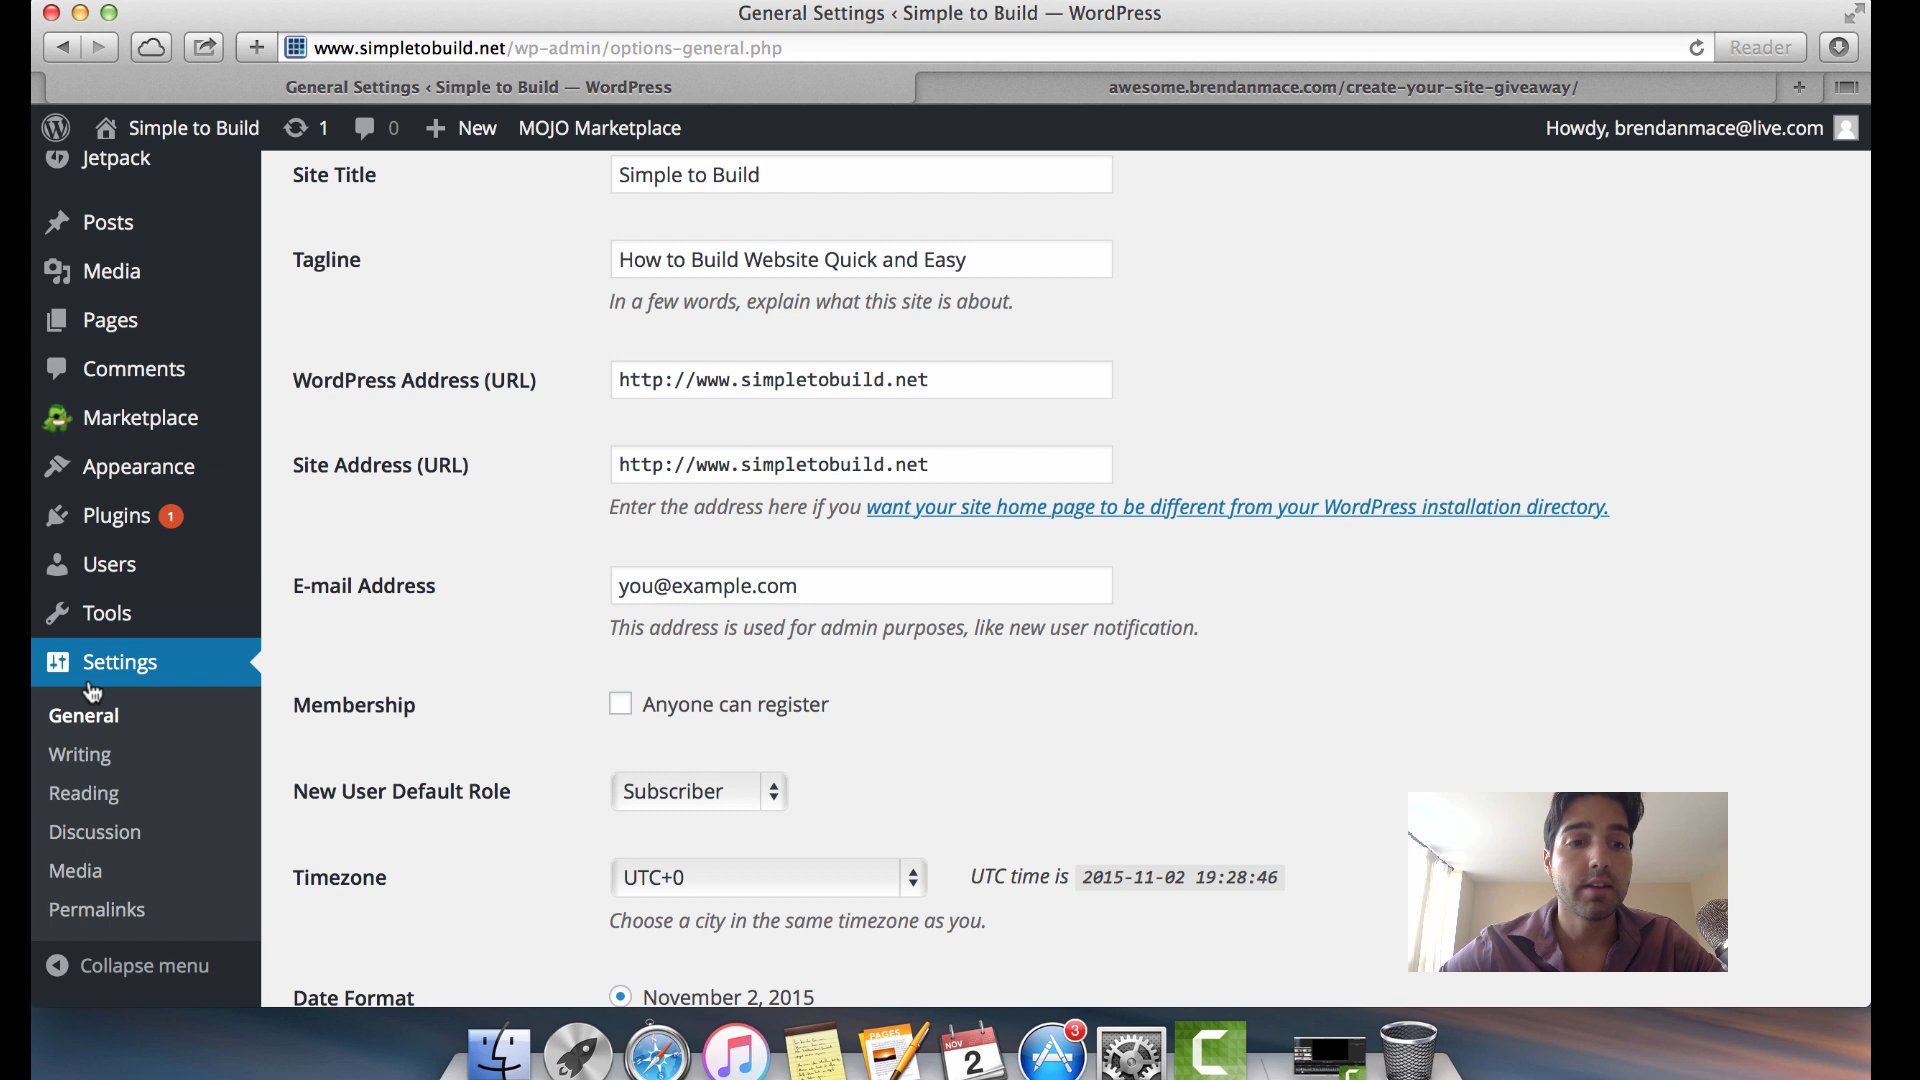 General Settings ‹ Simple to Build — WordPress
www.simpletobuild.net/wp-admin/options-general.php
Reader
General Settings ‹ Simple to Build — WordPress
awesome.brendanmace.com/create-your-site-giveaway/
Simple to Build 1 0 New MOJO Marketplace
Howdy, brendanmace@live.com
Jetpack
Posts
Media
Pages
Comments
Marketplace
Appearance
Plugins 1
Users
Tools
Settings
General
Writing
Reading
Discussion
Media
Permalinks
Collapse menu
Site Title
Simple to Build
Tagline
How to Build Website Quick and Easy
In a few words, explain what this site is about.
WordPress Address (URL)
http://www.simpletobuild.net
Site Address (URL)
http://www.simpletobuild.net
Enter the address here if you want your site home page to be different from your WordPress installation directory.
E-mail Address
you@example.com
This address is used for admin purposes, like new user notification.
Membership
Anyone can register
New User Default Role
Subscriber
Timezone
UTC+0
UTC time is 2015-11-02 19:28:46
Choose a city in the same timezone as you.
Date Format
November 2, 2015
PAGES
NOV
2
3